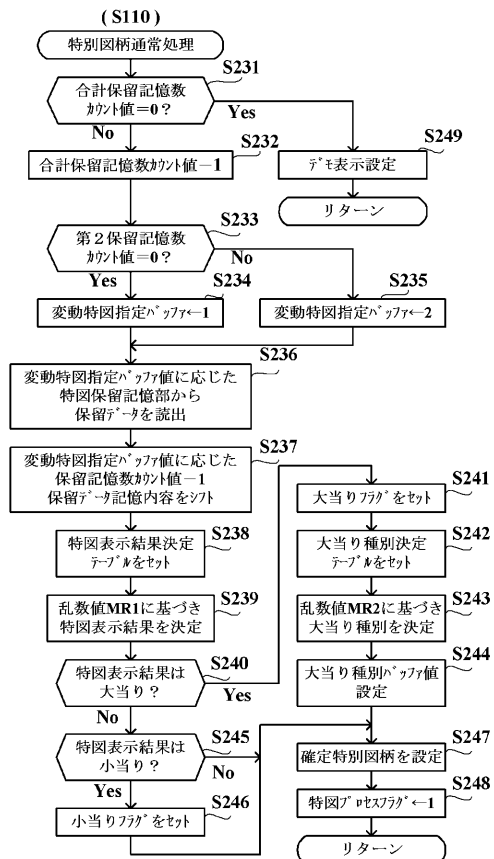 (S110)
特別図柄通常処理
S231
合計保留記憶数
ｶｳﾝﾄ値=0?
Yes
No
S232
合計保留記憶数ｶｳﾝﾄ値－1
S249
ﾃﾞﾓ表示設定
リターン
S233
第２保留記憶数
ｶｳﾝﾄ値=0?
No
Yes
S234
変動特図指定ﾊﾞｯﾌｧ←1
S235
変動特図指定ﾊﾞｯﾌｧ←2
S236
変動特図指定ﾊﾞｯﾌｧ値に応じた
特図保留記憶部から
保留データを読出
S237
変動特図指定ﾊﾞｯﾌｧ値に応じた
保留記憶数ｶｳﾝﾄ値－1
保留データ記憶内容をシフト
S238
特図表示結果決定
テーブルをセット
S239
乱数値MR1に基づき
特図表示結果を決定
S240
特図表示結果は
大当り？
Yes
No
S241
大当りﾌﾗｸﾞをセット
S242
大当り種別決定
テーブルをセット
S243
乱数値MR2に基づき
大当り種別を決定
S244
大当り種別ﾊﾞｯﾌｧ値
設定
S245
特図表示結果は
小当り？
No
Yes
S246
小当りﾌﾗｸﾞをセット
S247
確定特別図柄を設定
S248
特図ﾌﾟﾛｾｽﾌﾗｸﾞ←1
リターン